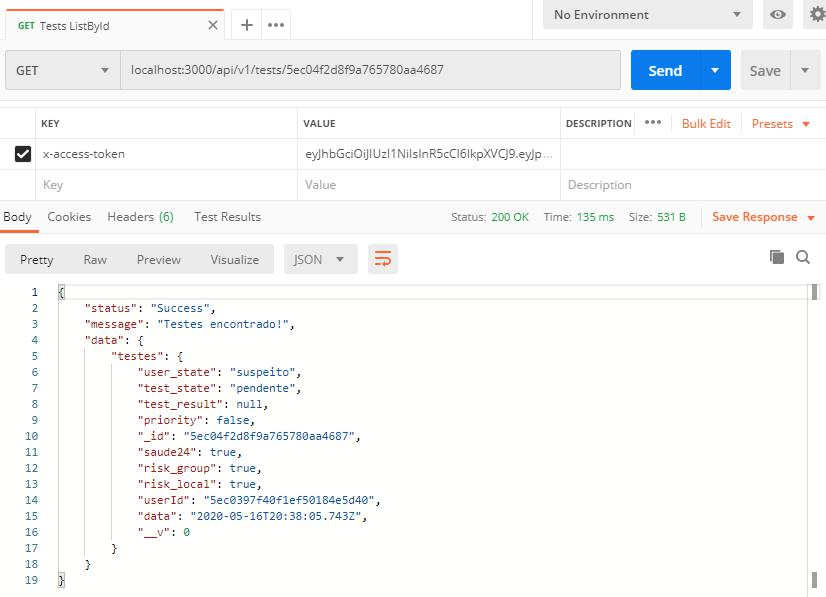 GET Tests ListById
No Environment
GET localhost:3000/api/v1/tests/5ec04f2d8f9a765780aa4687 Send Save
KEY VALUE DESCRIPTION Bulk Edit Presets
x-access-token eyJhbGciOiJIUzI1NiIsInR5cCI6IkpXVCJ9.eyJp...
Key Value Description
Body Cookies Headers (6) Test Results Status: 200 OK Time: 135 ms Size: 531 B Save Response
Pretty Raw Preview Visualize JSON
1 {
2 "status": "Success",
3 "message": "Testes encontrado!",
4 "data": {
5 "testes": {
6 "user_state": "suspeito",
7 "test_state": "pendente",
8 "test_result": null,
9 "priority": false,
10 "_id": "5ec04f2d8f9a765780aa4687",
11 "saude24": true,
12 "risk_group": true,
13 "risk_local": true,
14 "userId": "5ec0397f40f1ef50184e5d40",
15 "data": "2020-05-16T20:38:05.743Z",
16 "__v": 0
17 }
18 }
19 }